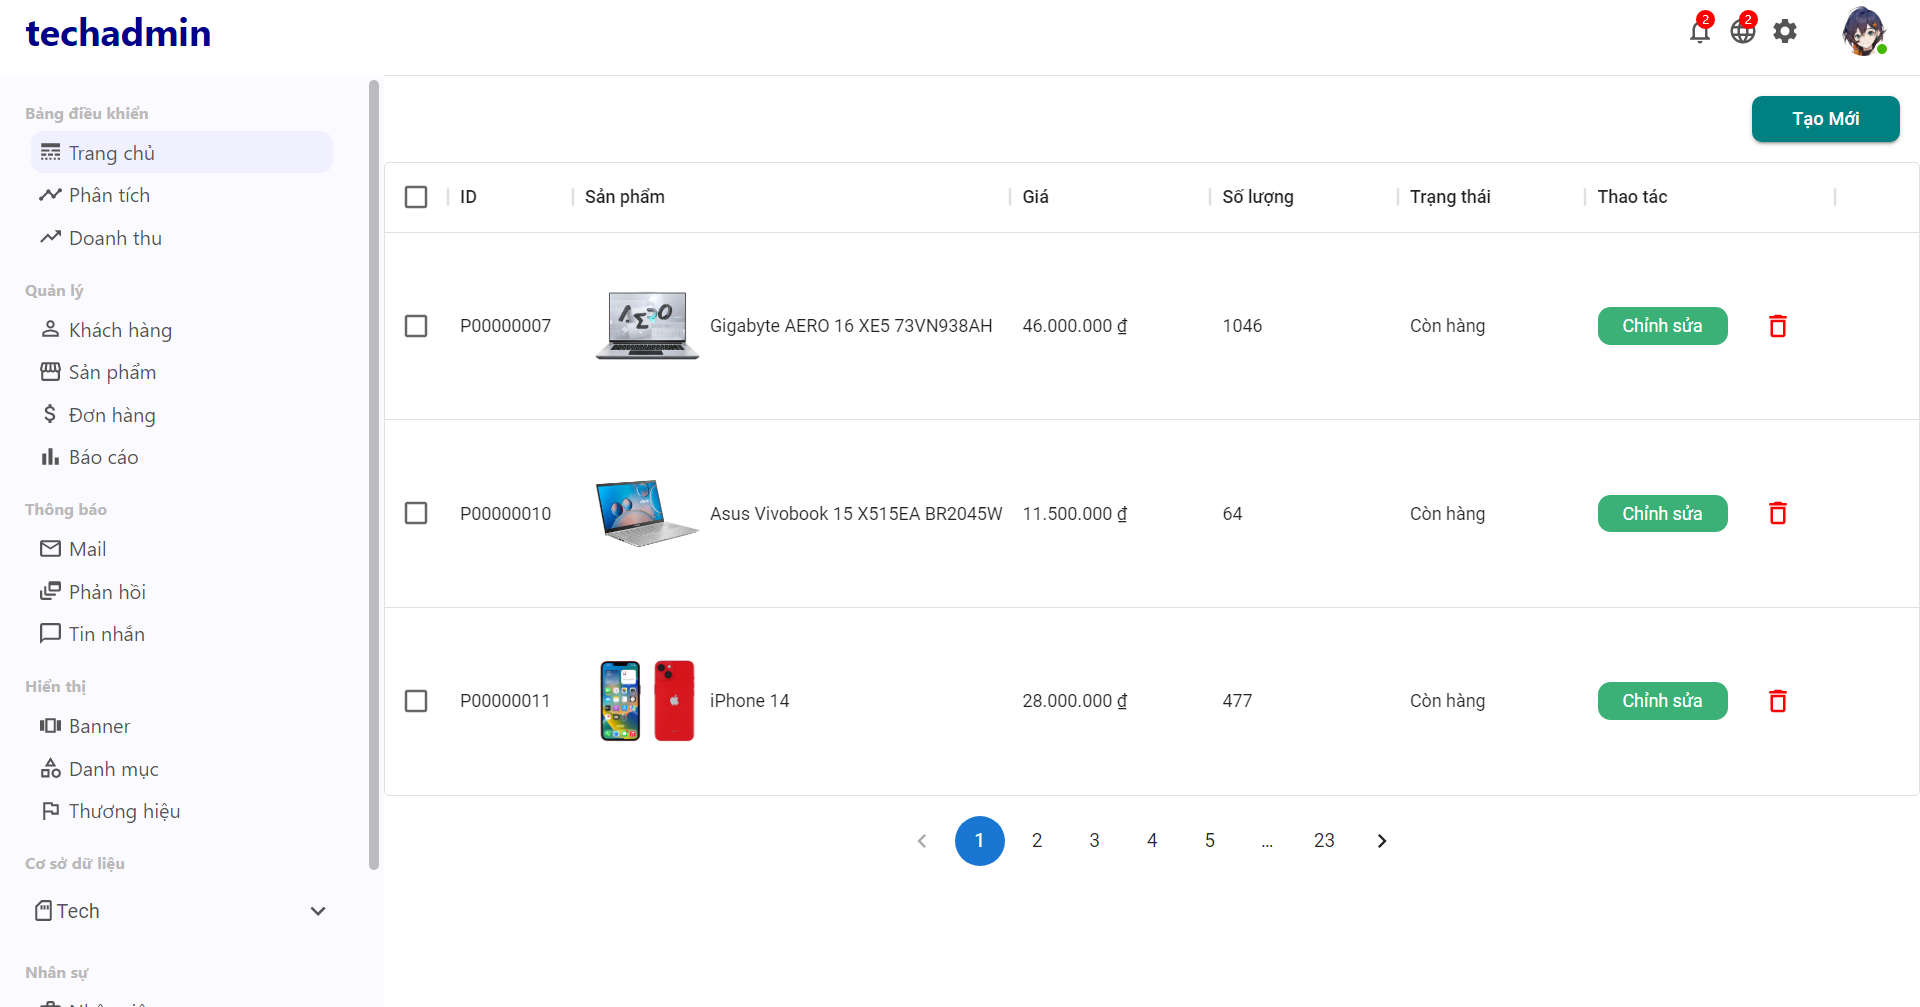 techadmin
2
2
Bảng điều khiển
Trang chủ
Phân tích
Doanh thu
Quản lý
Khách hàng
Sản phẩm
Đơn hàng
Báo cáo
Thông báo
Mail
Phản hồi
Tin nhắn
Hiển thị
Banner
Danh mục
Thương hiệu
Cơ sở dữ liệu
Tech
Nhân sự
Tạo Mới
ID Sản phẩm Giá Số lượng Trạng thái Thao tác
P00000007 Gigabyte AERO 16 XE5 73VN938AH 46.000.000 ₫ 1046 Còn hàng Chỉnh sửa
P00000010 Asus Vivobook 15 X515EA BR2045W 11.500.000 ₫ 64 Còn hàng Chỉnh sửa
P00000011 iPhone 14 28.000.000 ₫ 477 Còn hàng Chỉnh sửa
1 2 3 4 5 ... 23